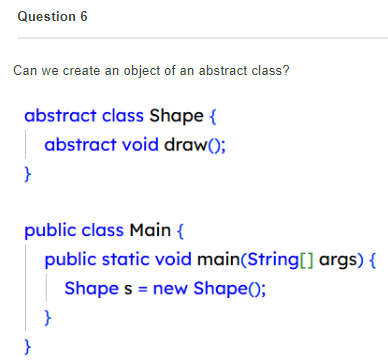 Question 6
Can we create an object of an abstract class?
abstract class Shape {
abstract void draw();
}
public class Main {
public static void main(String[] args) {
Shape s = new Shape();
}
}